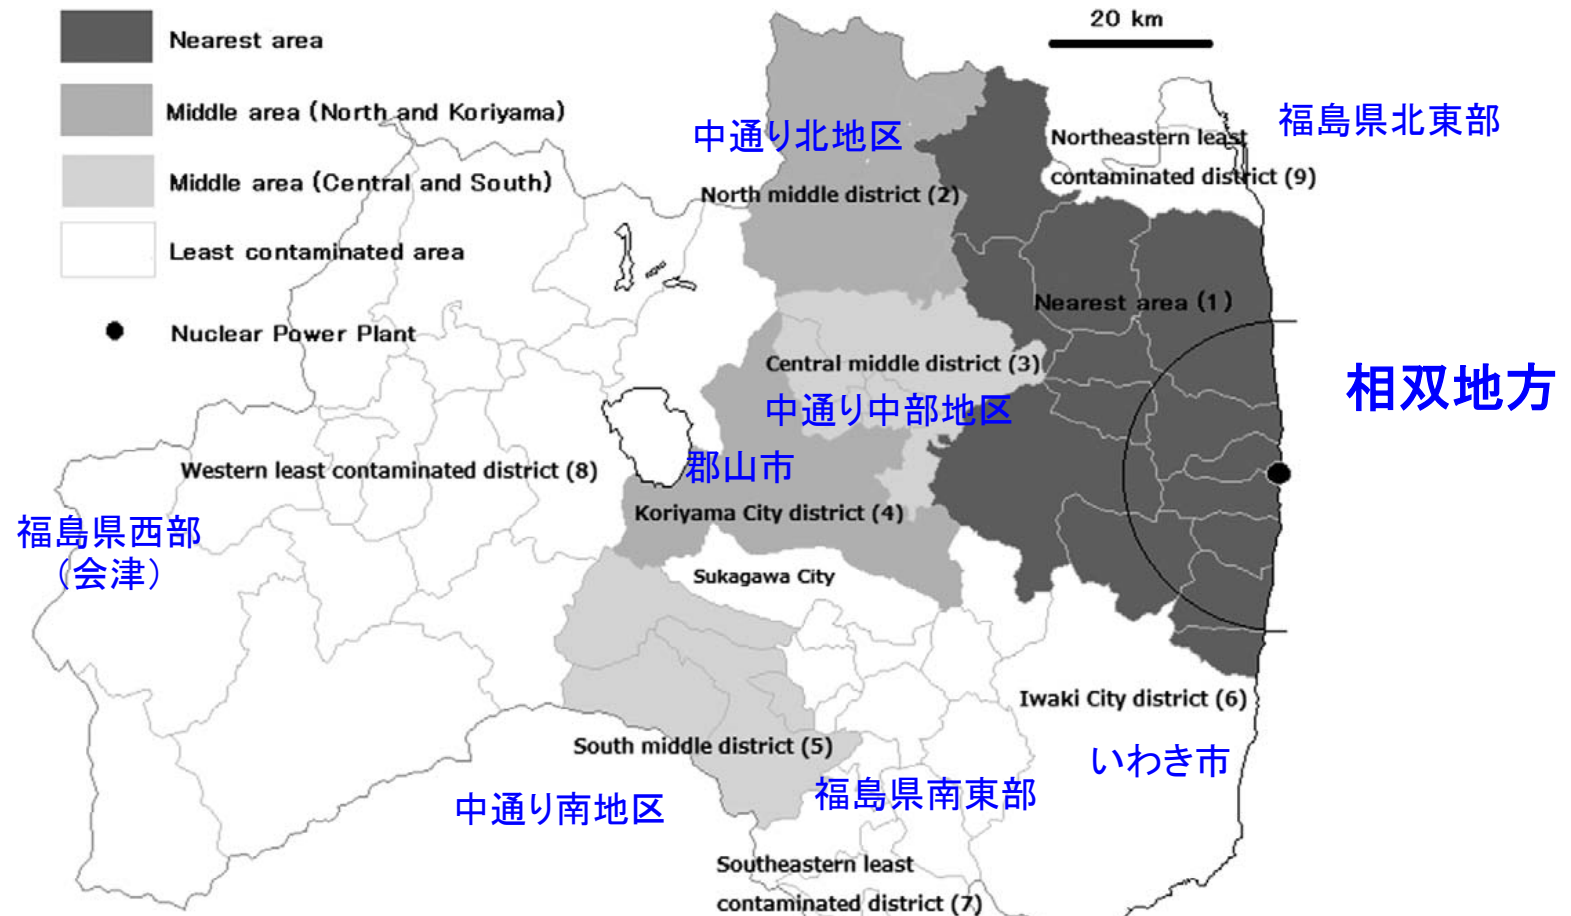 Nearest area
Middle area (North and Koriyama)
Middle area (Central and South)
Least contaminated area
Nuclear Power Plant
20 km
中通り北地区
North middle district (2)
福島県北東部
Northeastern least
contaminated district (9)
Nearest area (1)
Central middle district (3)
中通り中部地区
相双地方
Western least contaminated district (8)
郡山市
Koriyama City district (4)
福島県西部
（会津）
Sukagawa City
Iwaki City district (6)
いわき市
South middle district (5)
中通り南地区
福島県南東部
Southeastern least
contaminated district (7)